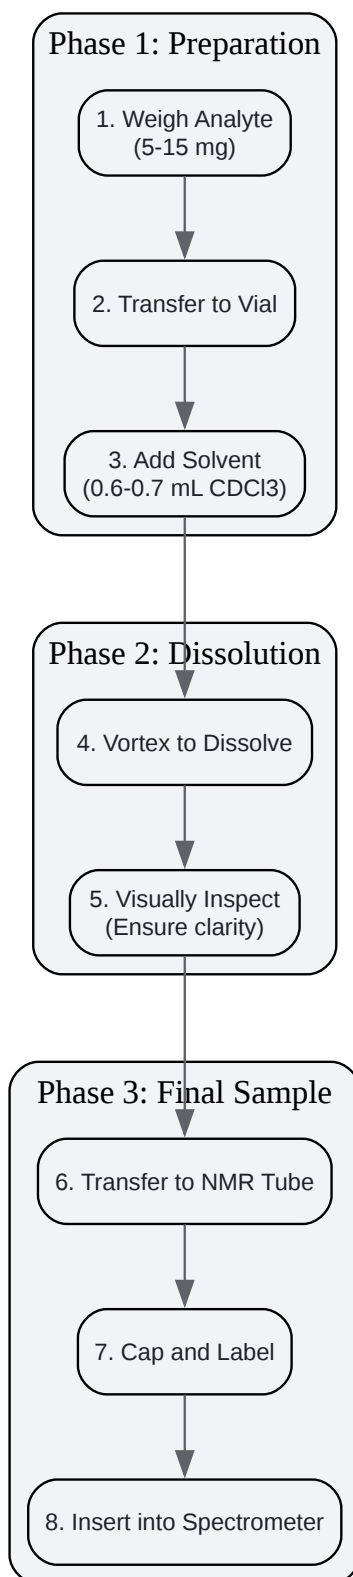 Phase 1: Preparation
1. Weigh Analyte
(5-15 mg)
2. Transfer to Vial
3. Add Solvent
(0.6-0.7 mL CDCl3)
Phase 2: Dissolution
4. Vortex to Dissolve
5. Visually Inspect
(Ensure clarity)
Phase 3: Final Sample
6. Transfer to NMR Tube
7. Cap and Label
8. Insert into Spectrometer